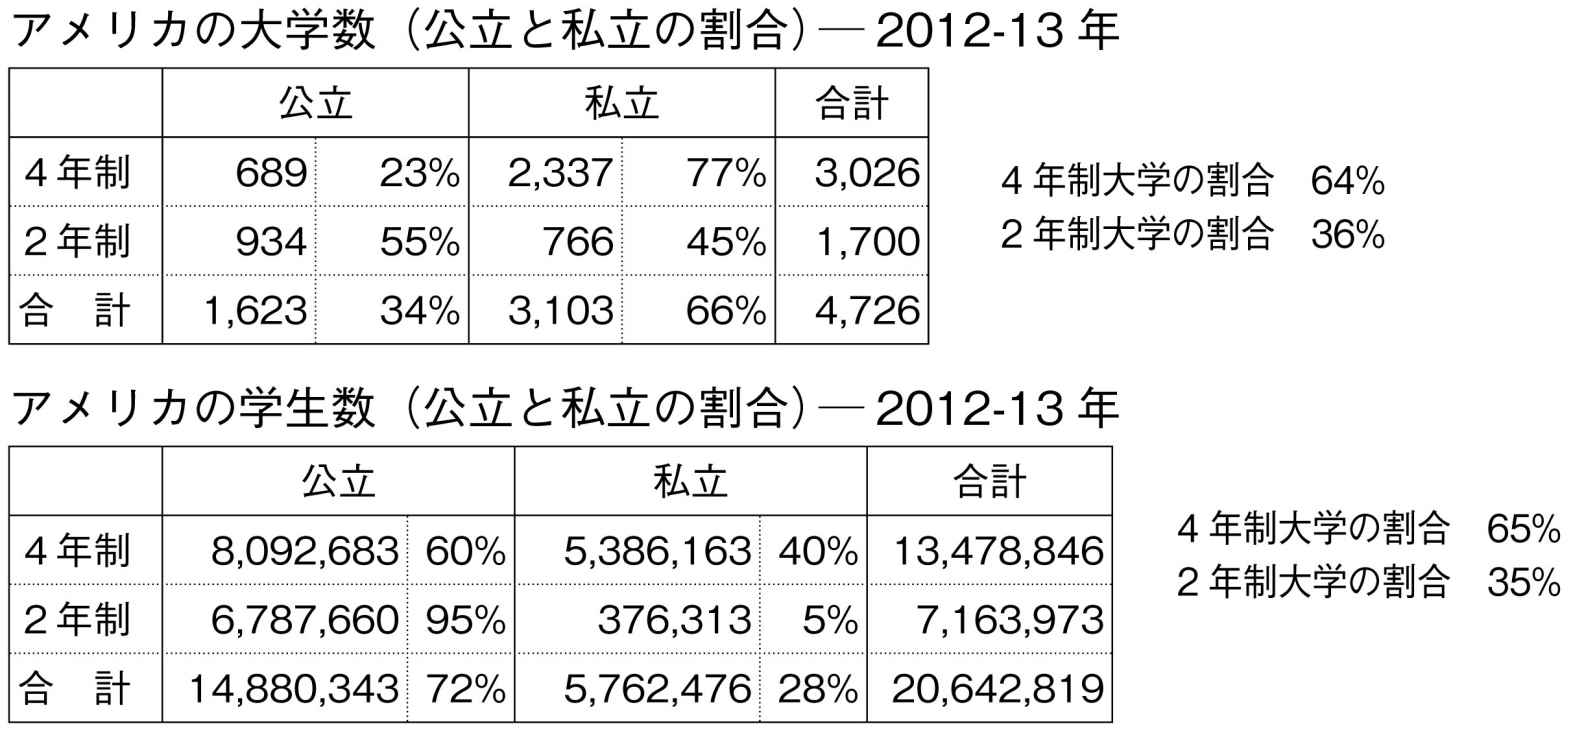 アメリカの大学数（公立と私立の割合）― 2012-13 年
公立 私立 合計
4 年制 689 23% 2,337 77% 3,026
2 年制 934 55% 766 45% 1,700
合　計 1,623 34% 3,103 66% 4,726
4 年制大学の割合　64%
2 年制大学の割合　36%
アメリカの学生数（公立と私立の割合）― 2012-13 年
公立 私立 合計
4 年制 8,092,683 60% 5,386,163 40% 13,478,846
2 年制 6,787,660 95% 376,313 5% 7,163,973
合　計 14,880,343 72% 5,762,476 28% 20,642,819
4 年制大学の割合　65%
2 年制大学の割合　35%